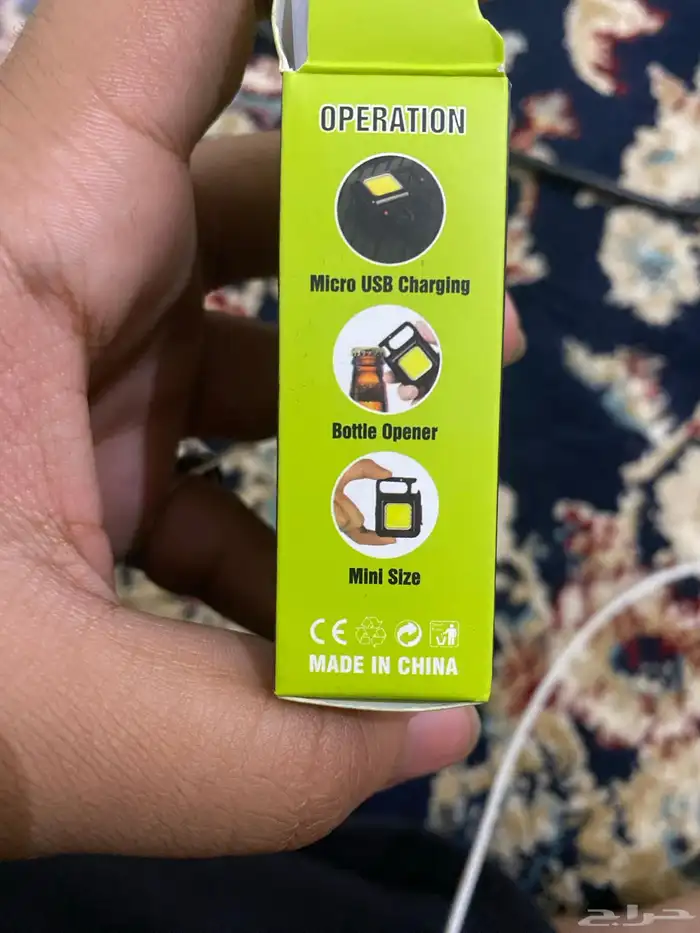 OPERATION
Micro USB Charging
Bottle Opener
Mini Size
CE
MADE IN CHINA
حراج